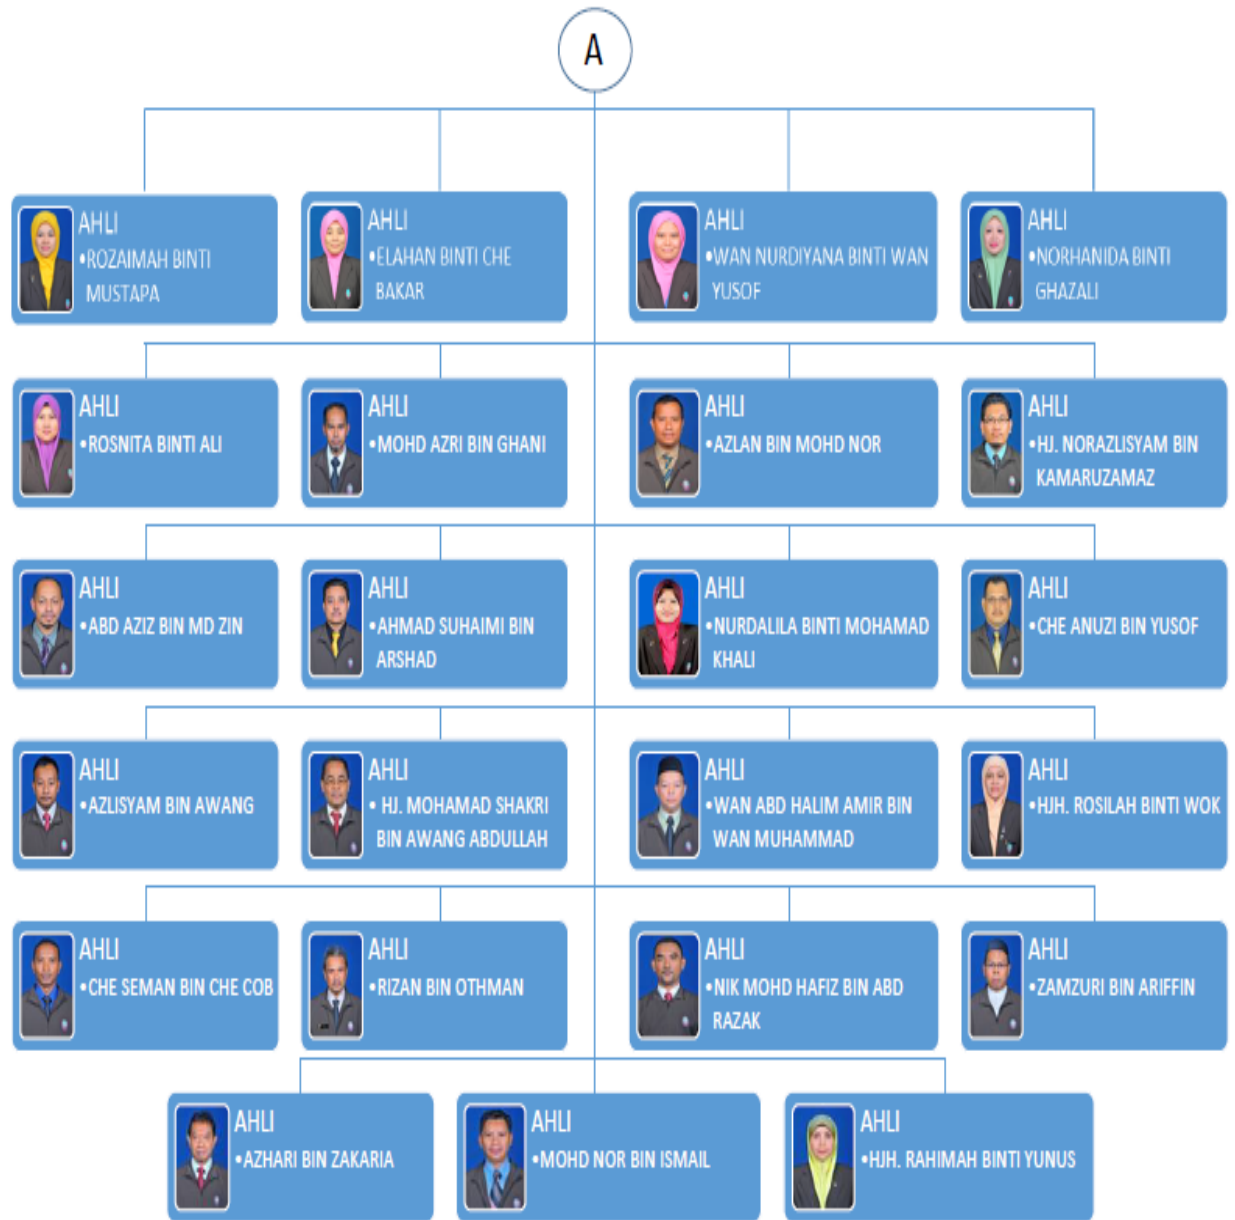 A
AHLI
•ROZAIMAH BINTI
MUSTAPA
AHLI
•ELAHAN BINTI CHE
BAKAR
AHLI
•WAN NURDIYANA BINTI WAN
YUSOF
AHLI
•NORHANIDA BINTI
GHAZALI
AHLI
•ROSNITA BINTI ALI
AHLI
•MOHD AZRI BIN GHANI
AHLI
•AZLAN BIN MOHD NOR
AHLI
•HJ. NORAZLISYAM BIN
KAMARUZAMAZ
AHLI
•ABD AZIZ BIN MD ZIN
AHLI
•AHMAD SUHAIMI BIN
ARSHAD
AHLI
•NURDALILA BINTI MOHAMAD
KHALI
AHLI
•CHE ANUZI BIN YUSOF
AHLI
•AZLISYAM BIN AWANG
AHLI
• HJ. MOHAMAD SHAKRI
BIN AWANG ABDULLAH
AHLI
•WAN ABD HALIM AMIR BIN
WAN MUHAMMAD
AHLI
•HJH. ROSILAH BINTI WOK
AHLI
•CHE SEMAN BIN CHE COB
AHLI
•RIZAN BIN OTHMAN
AHLI
•NIK MOHD HAFIZ BIN ABD
RAZAK
AHLI
•ZAMZURI BIN ARIFFIN
AHLI
•AZHARI BIN ZAKARIA
AHLI
•MOHD NOR BIN ISMAIL
AHLI
•HJH. RAHIMAH BINTI YUNUS